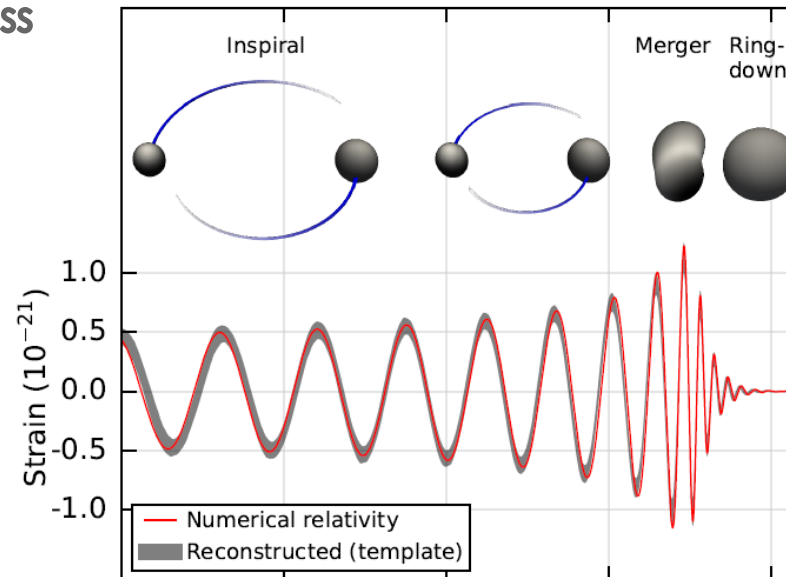 ss
Inspiral
Merger
Ring-
down
1.0
0.5
0.0
-0.5
-1.0
Strain (10⁻²¹)
Numerical relativity
Reconstructed (template)